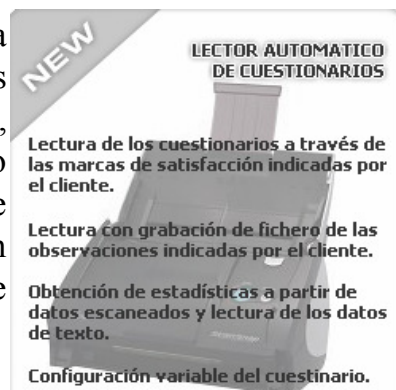 NEW
LECTOR AUTOMATICO
DE CUESTIONARIOS
Lectura de los cuestionarios a través de
las marcas de satisfacción indicadas por
el cliente.
Lectura con grabación de fichero de las
observaciones indicadas por el cliente.
Obtención de estadísticas a partir de
datos escaneados y lectura de los datos
de texto.
Configuración variable del cuestinario.